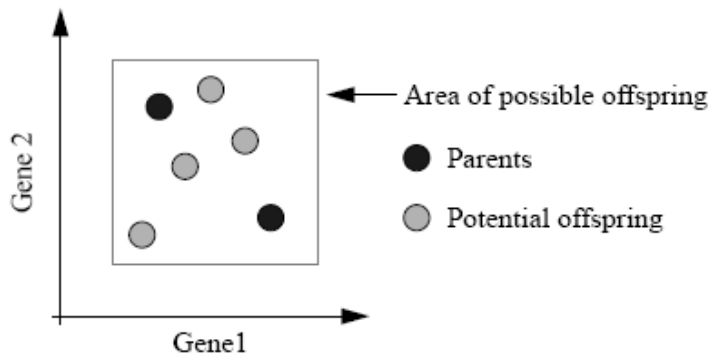 Gene 2
Area of possible offspring
Parents
Potential offspring
Gene1